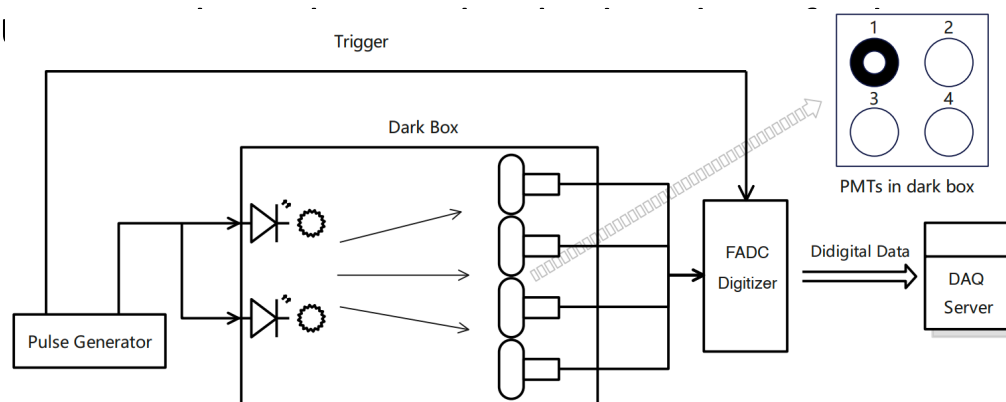 Trigger
1 2
3 4
PMTs in dark box
Dark Box
Pulse Generator
FADC
Digitizer
Didigital Data
DAQ
Server